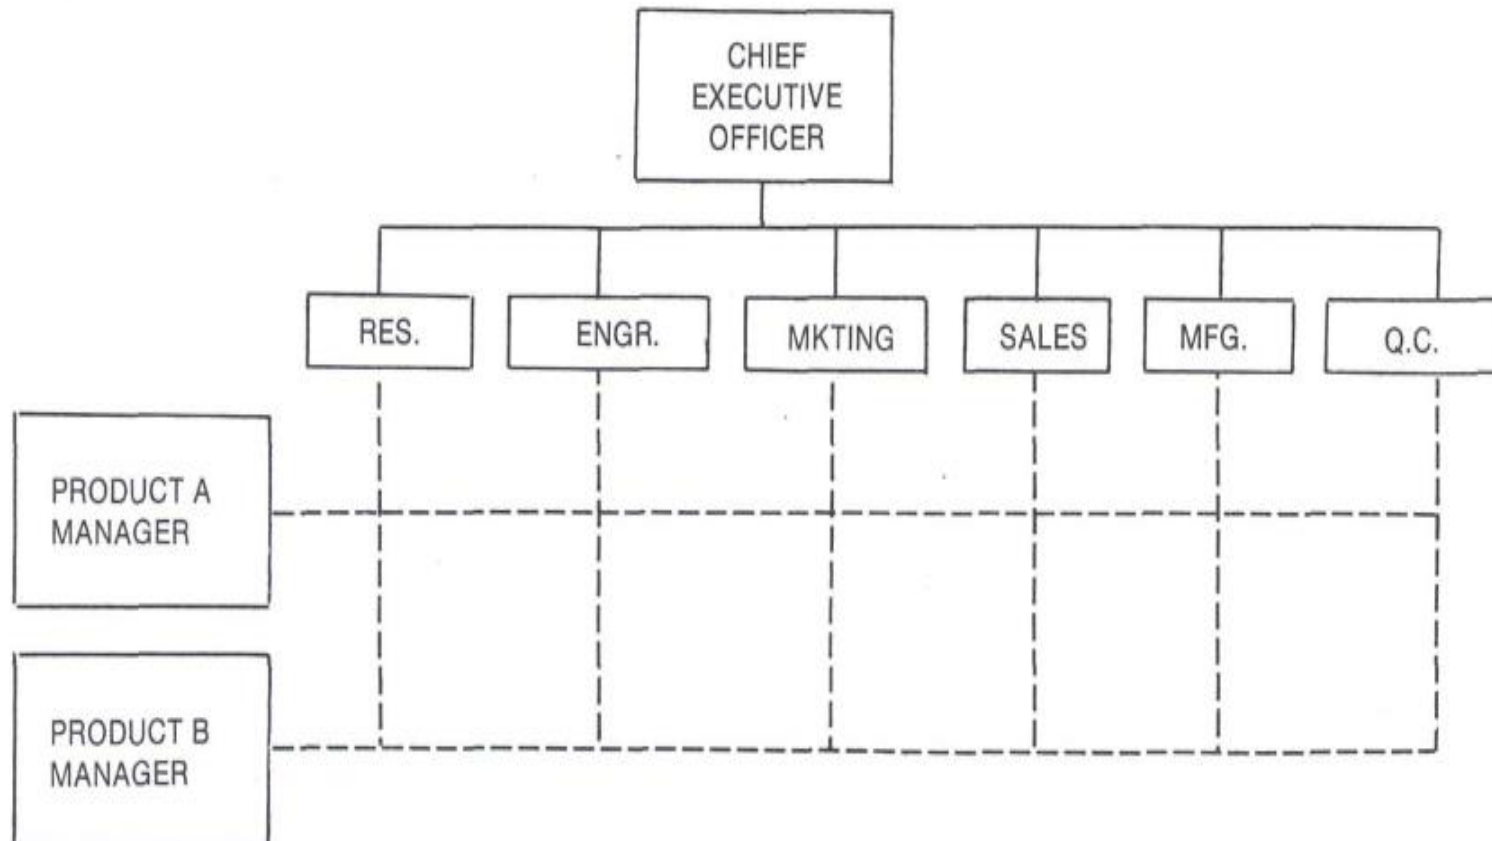 CHIEF
EXECUTIVE
OFFICER
RES.
ENGR.
MKTING
SALES
MFG.
Q.C.
PRODUCT A
MANAGER
PRODUCT B
MANAGER